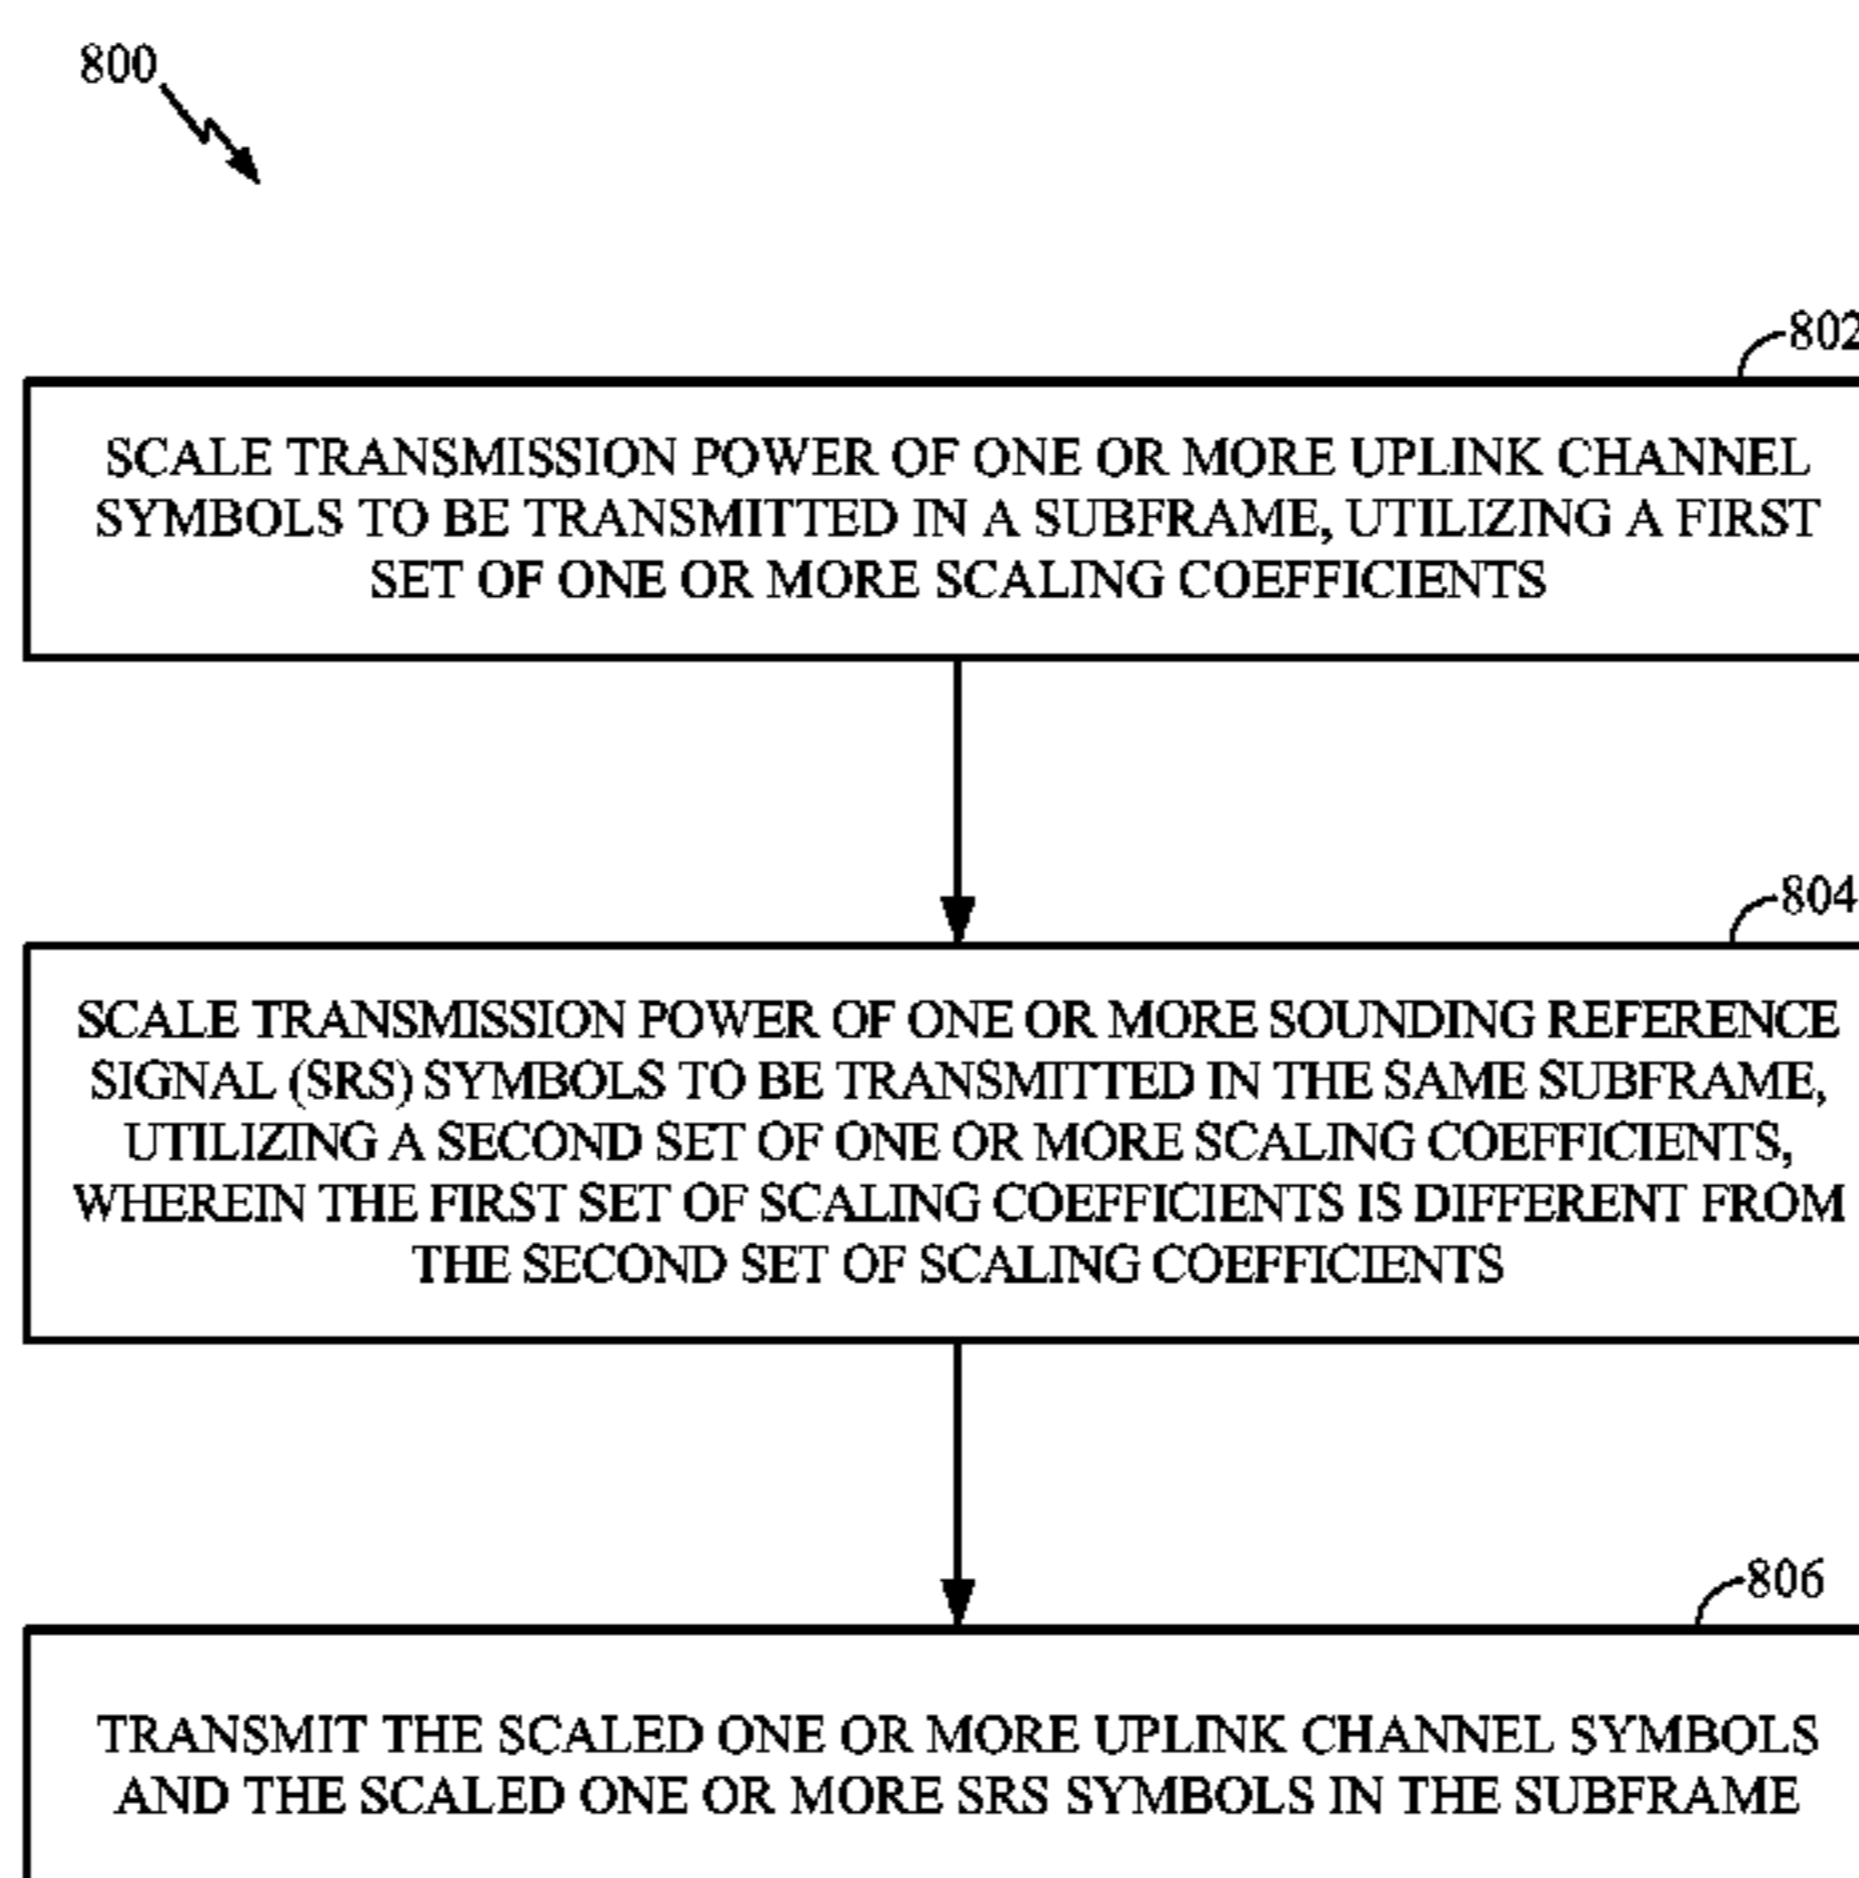 800
802
SCALE TRANSMISSION POWER OF ONE OR MORE UPLINK CHANNEL
SYMBOLS TO BE TRANSMITTED IN A SUBFRAME, UTILIZING A FIRST
SET OF ONE OR MORE SCALING COEFFICIENTS
804
SCALE TRANSMISSION POWER OF ONE OR MORE SOUNDING REFERENCE
SIGNAL (SRS) SYMBOLS TO BE TRANSMITTED IN THE SAME SUBFRAME,
UTILIZING A SECOND SET OF ONE OR MORE SCALING COEFFICIENTS,
WHEREIN THE FIRST SET OF SCALING COEFFICIENTS IS DIFFERENT FROM
THE SECOND SET OF SCALING COEFFICIENTS
806
TRANSMIT THE SCALED ONE OR MORE UPLINK CHANNEL SYMBOLS
AND THE SCALED ONE OR MORE SRS SYMBOLS IN THE SUBFRAME